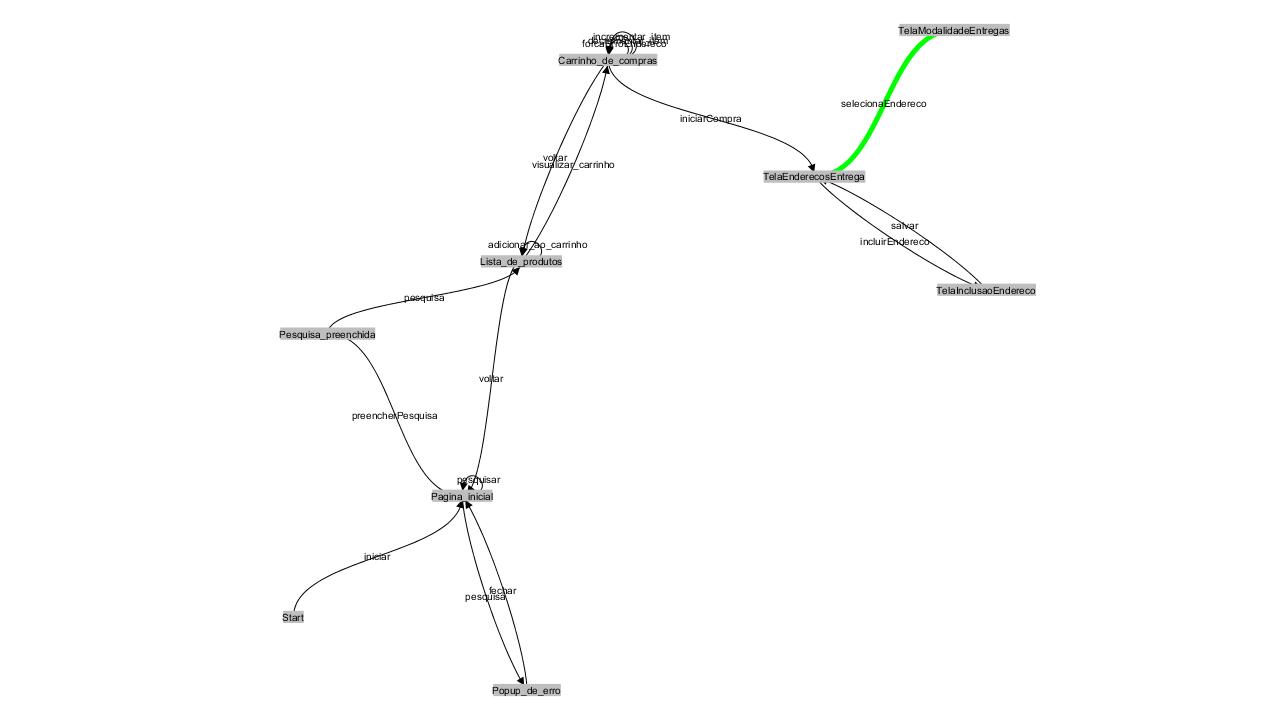 TelaModalidadeEntregas
incrementar_item
Carrinho_de_compras
selecionaEndereco
iniciarCompra
voltar
visualizar_carrinho
TelaEnderecosEntrega
salvar
incluirEndereco
adicionar_ao_carrinho
Lista_de_produtos
TelaInclusaoEndereco
pesquisa
Pesquisa_preenchida
voltar
preencherPesquisa
pesquisar
Pagina_inicial
iniciar
fechar
pesquisa
Start
Popup_de_erro